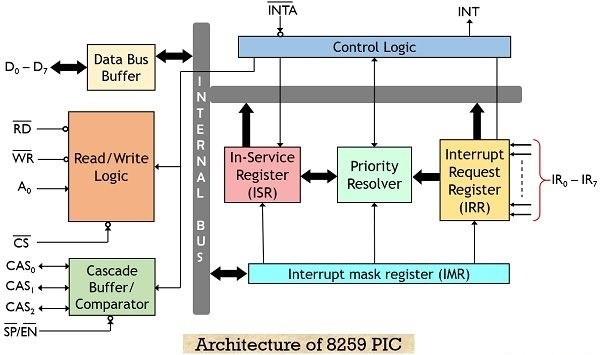 INTA
INT
Control Logic
D0 – D7
Data Bus
Buffer
INTERNAL BUS
RD
WR
A0
CS
Read/Write
Logic
In-Service
Register
(ISR)
Priority
Resolver
Interrupt
Request
Register
(IRR)
IR0 – IR7
CAS0
CAS1
CAS2
SP/EN
Cascade
Buffer/
Comparator
Interrupt mask register (IMR)
Architecture of 8259 PIC